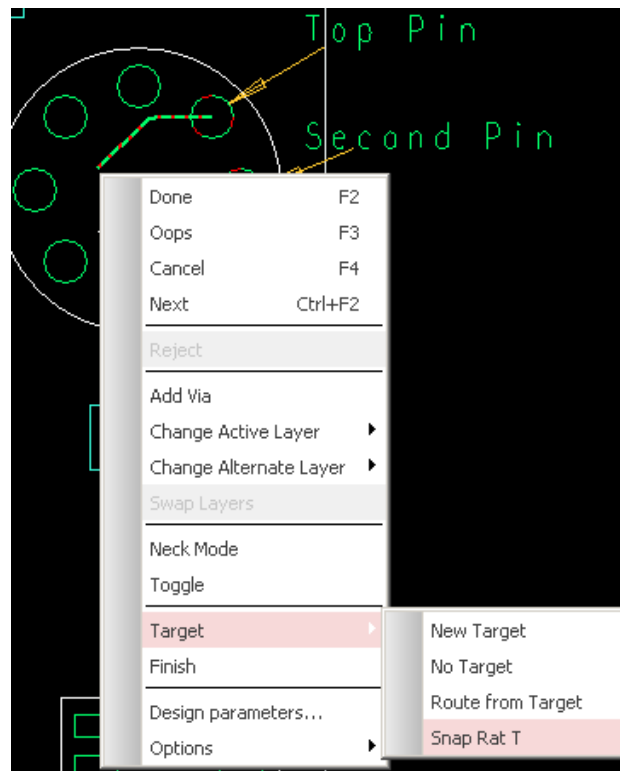 Top Pin
Second Pin
Done F2
Oops F3
Cancel F4
Next Ctrl+F2
Reject
Add Via
Change Active Layer
Change Alternate Layer
Swap Layers
Neck Mode
Toggle
Target
New Target
Finish
No Target
Route from Target
Design parameters...
Snap Rat T
Options